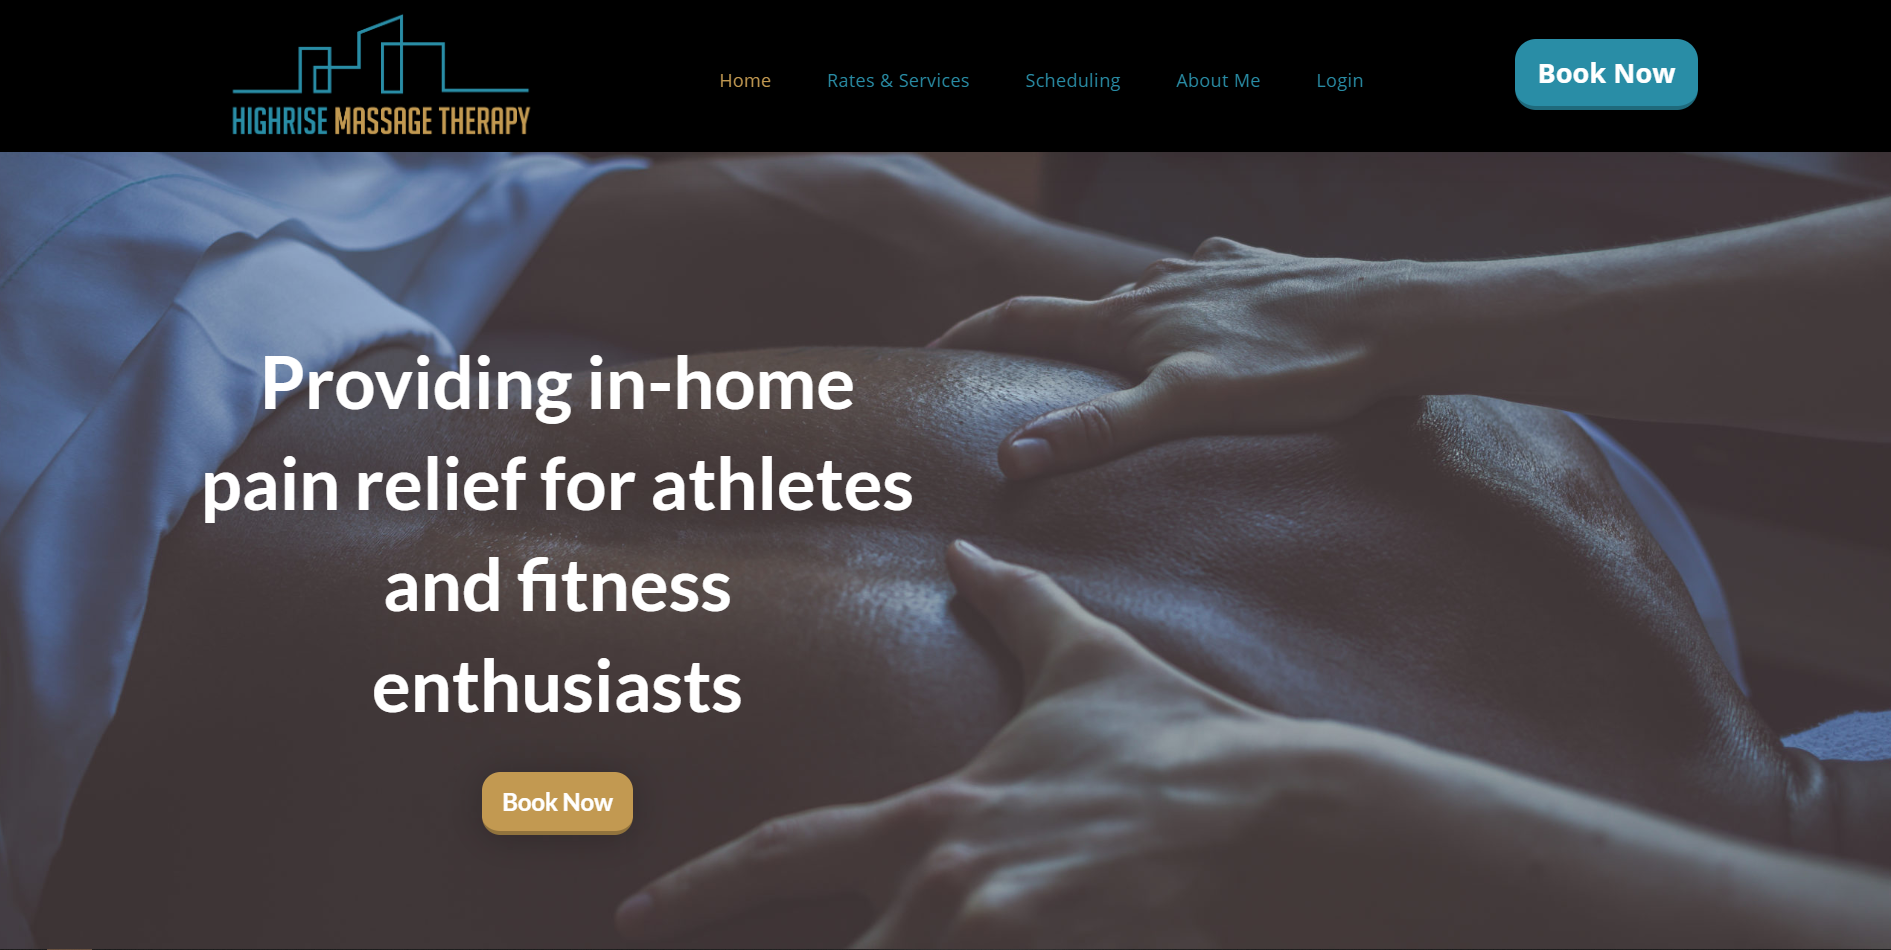 HIGHRISE MASSAGE THERAPY
Home
Rates & Services
Scheduling
About Me
Login
Book Now
Providing in-home
pain relief for athletes
and fitness
enthusiasts
Book Now